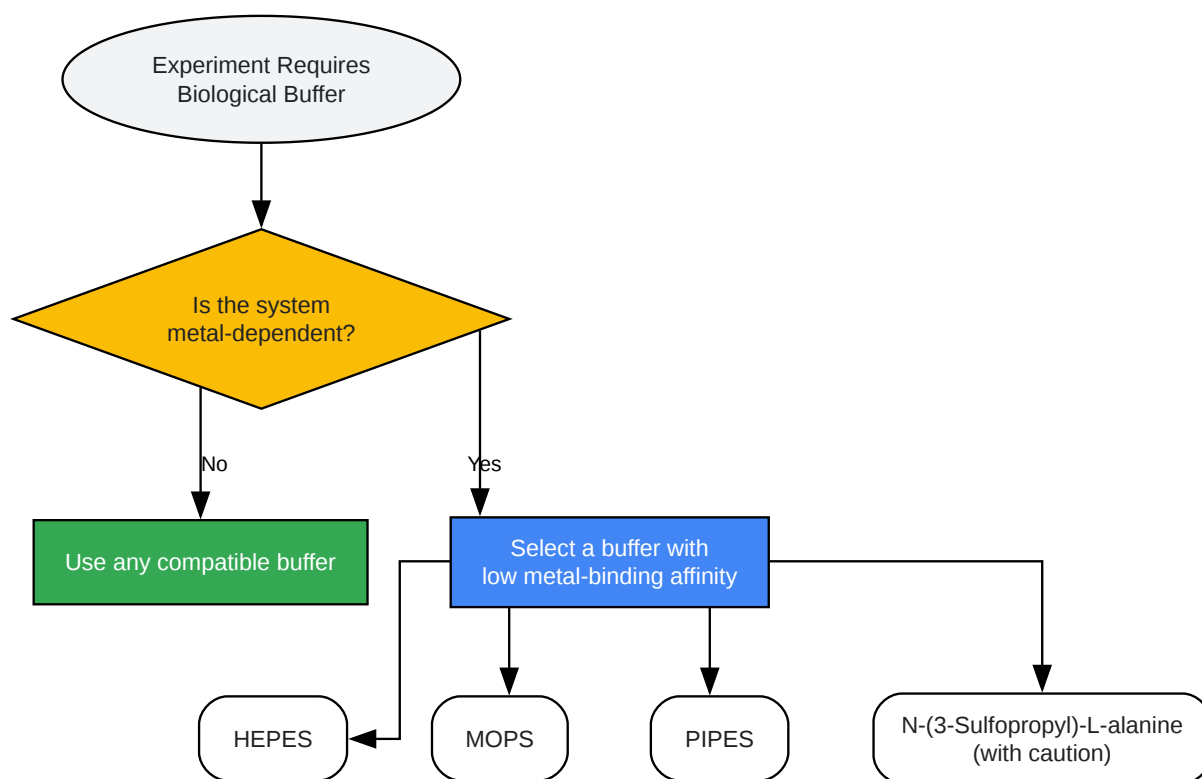 Experiment Requires
Biological Buffer
Is the system
metal-dependent?
No
Yes
Use any compatible buffer
Select a buffer with
low metal-binding affinity
HEPES
MOPS
PIPES
N-(3-Sulfopropyl)-L-alanine
(with caution)